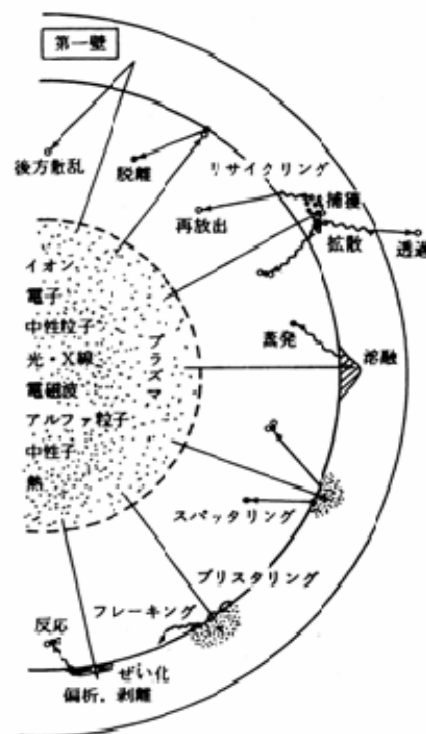 第一壁
後方散乱
脱離
リサイクリング
捕獲
再放出
拡散
透過
イオン
電子
中性粒子
光・X線
電磁波
アルファ粒子
中性子
熱
プラズマ
蒸発
溶融
スパッタリング
ブリスタリング
フレーキング
反応
ぜい化
偏析，剥離